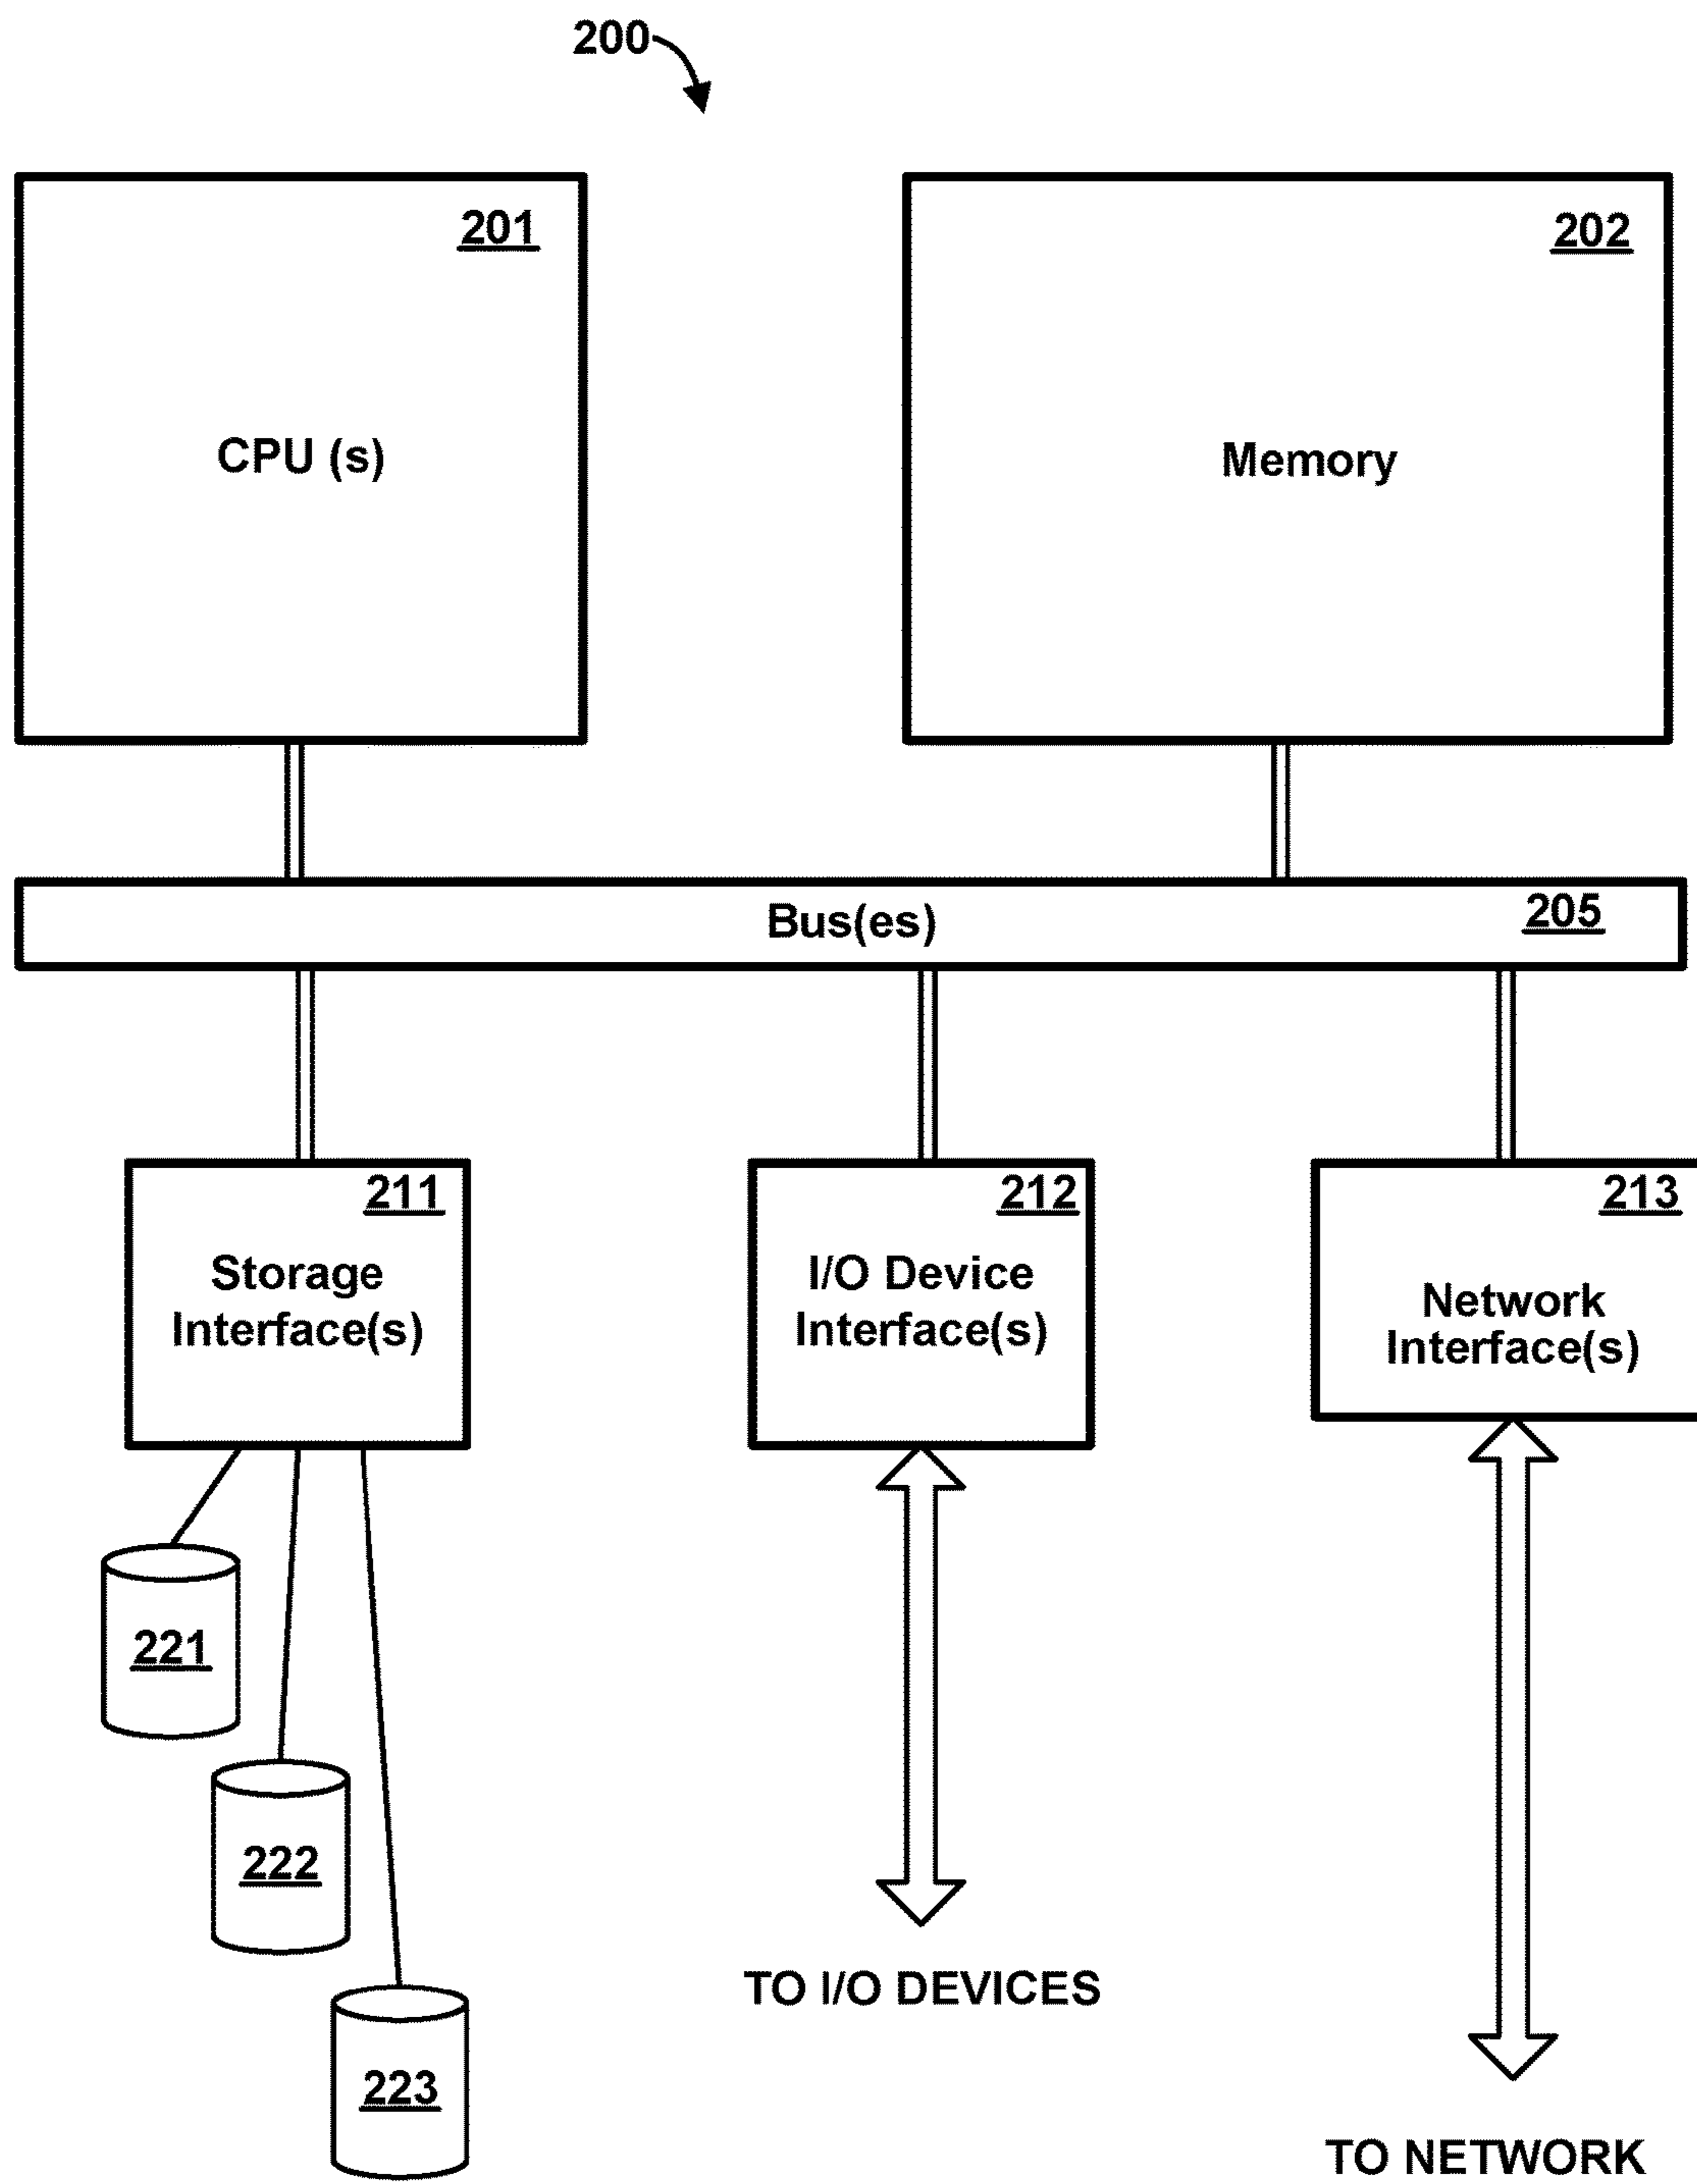 200
201
CPU (s)
202
Memory
Bus(es)
205
211
Storage
Interface(s)
212
I/O Device
Interface(s)
213
Network
Interface(s)
221
222
223
TO I/O DEVICES
TO NETWORK